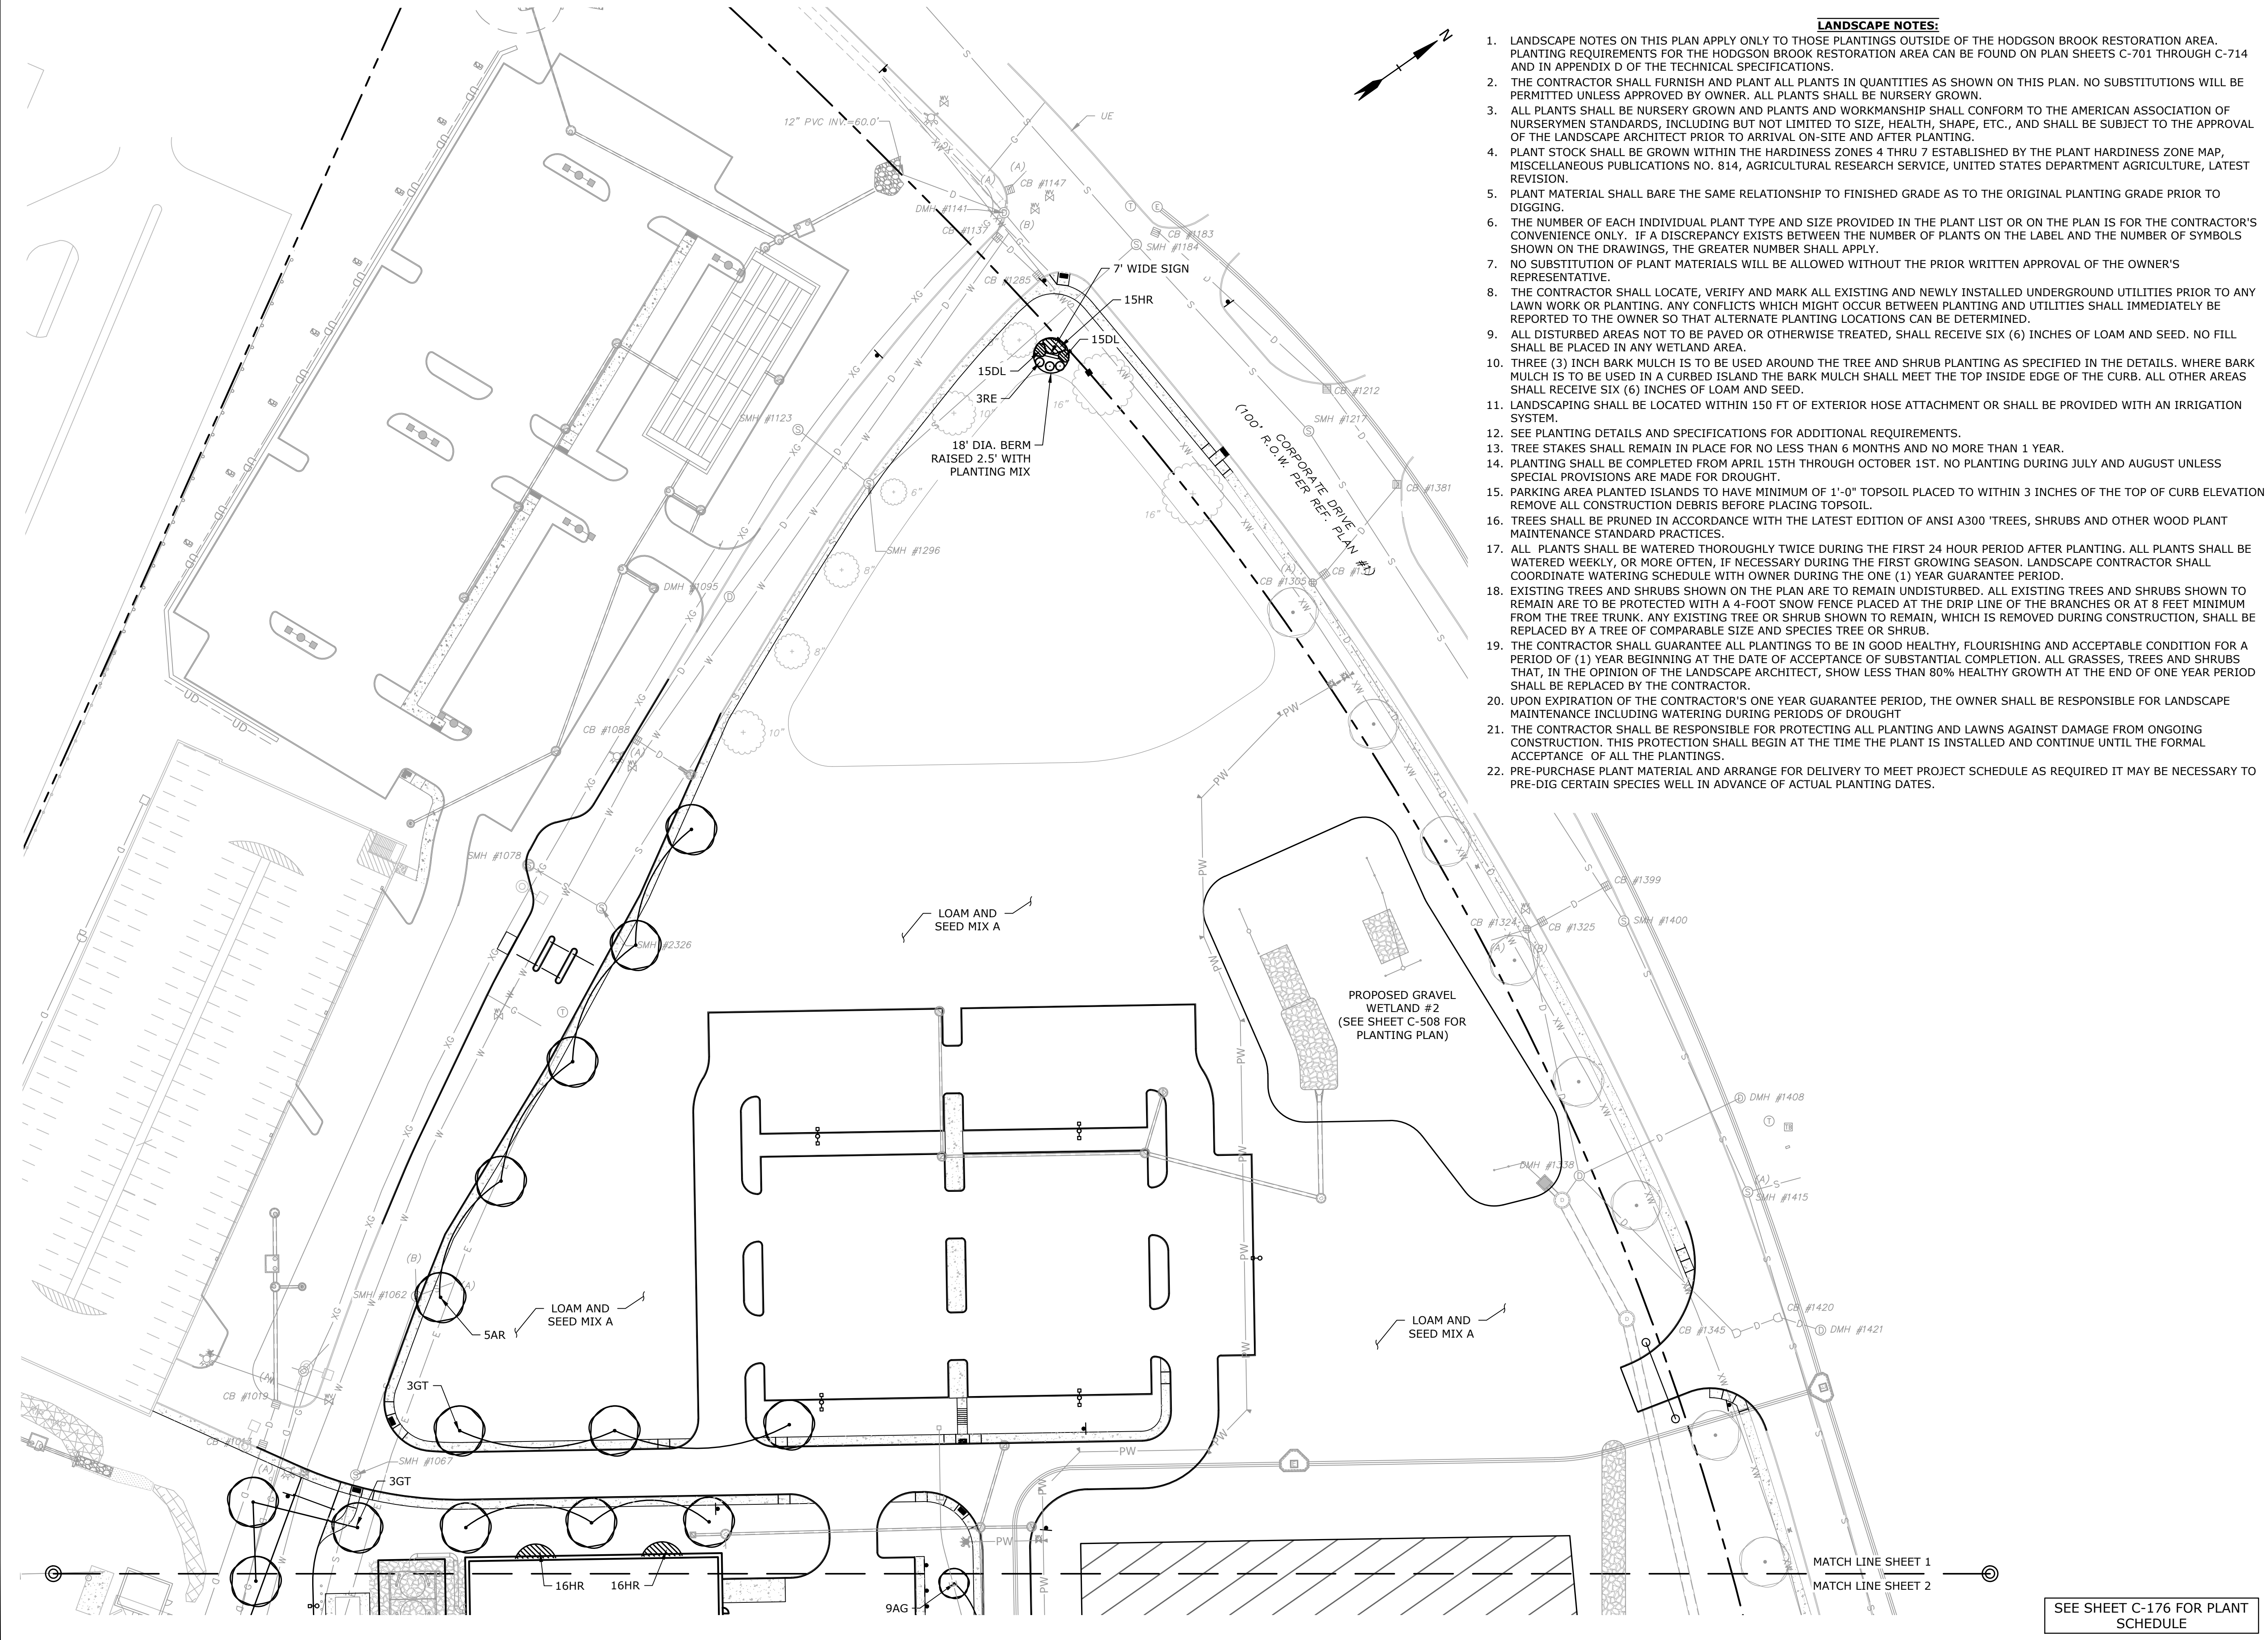 LANDSCAPE NOTES:
1. LANDSCAPE NOTES ON THIS PLAN APPLY ONLY TO THOSE PLANTINGS OUTSIDE OF THE HODGSON BROOK RESTORATION AREA.
PLANTING REQUIREMENTS FOR THE HODGSON BROOK RESTORATION AREA CAN BE FOUND ON PLAN SHEETS C-701 THROUGH C-714
AND IN APPENDIX D OF THE TECHNICAL SPECIFICATIONS.
2. THE CONTRACTOR SHALL FURNISH AND PLANT ALL PLANTS IN QUANTITIES AS SHOWN ON THIS PLAN. NO SUBSTITUTIONS WILL BE
PERMITTED UNLESS APPROVED BY OWNER. ALL PLANTS SHALL BE NURSERY GROWN.
3. ALL PLANTS SHALL BE NURSERY GROWN AND PLANTS AND WORKMANSHIP SHALL CONFORM TO THE AMERICAN ASSOCIATION OF
NURSERYMEN STANDARDS, INCLUDING BUT NOT LIMITED TO SIZE, HEALTH, SHAPE, ETC., AND SHALL BE SUBJECT TO THE APPROVAL
OF THE LANDSCAPE ARCHITECT PRIOR TO ARRIVAL ON-SITE AND AFTER PLANTING.
4. PLANT STOCK SHALL BE GROWN WITHIN THE HARDINESS ZONES 4 THRU 7 ESTABLISHED BY THE PLANT HARDINESS ZONE MAP,
MISCELLANEOUS PUBLICATIONS NO. 814, AGRICULTURAL RESEARCH SERVICE, UNITED STATES DEPARTMENT AGRICULTURE, LATEST
REVISION.
5. PLANT MATERIAL SHALL BARE THE SAME RELATIONSHIP TO FINISHED GRADE AS TO THE ORIGINAL PLANTING GRADE PRIOR TO
DIGGING.
6. THE NUMBER OF EACH INDIVIDUAL PLANT TYPE AND SIZE PROVIDED IN THE PLANT LIST OR ON THE PLAN IS FOR THE CONTRACTOR'S
CONVENIENCE ONLY. IF A DISCREPANCY EXISTS BETWEEN THE NUMBER OF PLANTS ON THE LABEL AND THE NUMBER OF SYMBOLS
SHOWN ON THE DRAWINGS, THE GREATER NUMBER SHALL APPLY.
7. NO SUBSTITUTION OF PLANT MATERIALS WILL BE ALLOWED WITHOUT THE PRIOR WRITTEN APPROVAL OF THE OWNER'S
REPRESENTATIVE.
8. THE CONTRACTOR SHALL LOCATE, VERIFY AND MARK ALL EXISTING AND NEWLY INSTALLED UNDERGROUND UTILITIES PRIOR TO ANY
LAWN WORK OR PLANTING. ANY CONFLICTS WHICH MIGHT OCCUR BETWEEN PLANTING AND UTILITIES SHALL IMMEDIATELY BE
REPORTED TO THE OWNER SO THAT ALTERNATE PLANTING LOCATIONS CAN BE DETERMINED.
9. ALL DISTURBED AREAS NOT TO BE PAVED OR OTHERWISE TREATED, SHALL RECEIVE SIX (6) INCHES OF LOAM AND SEED. NO FILL
SHALL BE PLACED IN ANY WETLAND AREA.
10. THREE (3) INCH BARK MULCH IS TO BE USED AROUND THE TREE AND SHRUB PLANTING AS SPECIFIED IN THE DETAILS. WHERE BARK
MULCH IS TO BE USED IN A CURBED ISLAND THE BARK MULCH SHALL MEET THE TOP INSIDE EDGE OF THE CURB. ALL OTHER AREAS
SHALL RECEIVE SIX (6) INCHES OF LOAM AND SEED.
11. LANDSCAPING SHALL BE LOCATED WITHIN 150 FT OF EXTERIOR HOSE ATTACHMENT OR SHALL BE PROVIDED WITH AN IRRIGATION
SYSTEM.
12. SEE PLANTING DETAILS AND SPECIFICATIONS FOR ADDITIONAL REQUIREMENTS.
13. TREE STAKES SHALL REMAIN IN PLACE FOR NO LESS THAN 6 MONTHS AND NO MORE THAN 1 YEAR.
14. PLANTING SHALL BE COMPLETED FROM APRIL 15TH THROUGH OCTOBER 1ST. NO PLANTING DURING JULY AND AUGUST UNLESS
SPECIAL PROVISIONS ARE MADE FOR DROUGHT.
15. PARKING AREA PLANTED ISLANDS TO HAVE MINIMUM OF 1'-0" TOPSOIL PLACED TO WITHIN 3 INCHES OF THE TOP OF CURB ELEVATION
REMOVE ALL CONSTRUCTION DEBRIS BEFORE PLACING TOPSOIL.
16. TREES SHALL BE PRUNED IN ACCORDANCE WITH THE LATEST EDITION OF ANSI A300 'TREES, SHRUBS AND OTHER WOOD PLANT
MAINTENANCE STANDARD PRACTICES.
17. ALL PLANTS SHALL BE WATERED THOROUGHLY TWICE DURING THE FIRST 24 HOUR PERIOD AFTER PLANTING. ALL PLANTS SHALL BE
WATERED WEEKLY, OR MORE OFTEN, IF NECESSARY DURING THE FIRST GROWING SEASON. LANDSCAPE CONTRACTOR SHALL
COORDINATE WATERING SCHEDULE WITH OWNER DURING THE ONE (1) YEAR GUARANTEE PERIOD.
18. EXISTING TREES AND SHRUBS SHOWN ON THE PLAN ARE TO REMAIN UNDISTURBED. ALL EXISTING TREES AND SHRUBS SHOWN TO
REMAIN ARE TO BE PROTECTED WITH A 4-FOOT SNOW FENCE PLACED AT THE DRIP LINE OF THE BRANCHES OR AT 8 FEET MINIMUM
FROM THE TREE TRUNK. ANY EXISTING TREE OR SHRUB SHOWN TO REMAIN, WHICH IS REMOVED DURING CONSTRUCTION, SHALL BE
REPLACED BY A TREE OF COMPARABLE SIZE AND SPECIES TREE OR SHRUB.
19. THE CONTRACTOR SHALL GUARANTEE ALL PLANTINGS TO BE IN GOOD HEALTHY, FLOURISHING AND ACCEPTABLE CONDITION FOR A
PERIOD OF (1) YEAR BEGINNING AT THE DATE OF ACCEPTANCE OF SUBSTANTIAL COMPLETION. ALL GRASSES, TREES AND SHRUBS
THAT, IN THE OPINION OF THE LANDSCAPE ARCHITECT, SHOW LESS THAN 80% HEALTHY GROWTH AT THE END OF ONE YEAR PERIOD
SHALL BE REPLACED BY THE CONTRACTOR.
20. UPON EXPIRATION OF THE CONTRACTOR'S ONE YEAR GUARANTEE PERIOD, THE OWNER SHALL BE RESPONSIBLE FOR LANDSCAPE
MAINTENANCE INCLUDING WATERING DURING PERIODS OF DROUGHT
21. THE CONTRACTOR SHALL BE RESPONSIBLE FOR PROTECTING ALL PLANTING AND LAWNS AGAINST DAMAGE FROM ONGOING
CONSTRUCTION. THIS PROTECTION SHALL BEGIN AT THE TIME THE PLANT IS INSTALLED AND CONTINUE UNTIL THE FORMAL
ACCEPTANCE OF ALL THE PLANTINGS.
22. PRE-PURCHASE PLANT MATERIAL AND ARRANGE FOR DELIVERY TO MEET PROJECT SCHEDULE AS REQUIRED IT MAY BE NECESSARY TO
PRE-DIG CERTAIN SPECIES WELL IN ADVANCE OF ACTUAL PLANTING DATES.
N
12" PVC INV.=60.0'
UE
(A)
CB #1147
DMH #1141
CB #1137
(B)
CB #1183
SMH #1184
CB #1285
7' WIDE SIGN
15HR
15DL
15DL
3RE
18' DIA. BERM
RAISED 2.5' WITH
PLANTING MIX
16"
10"
CB #1212
SMH #1217
SMH #1123
CORPORATE DRIVE
(100' R.O.W. PER REF. PLAN #1)
CB #1381
6"
16"
SMH #1296
8"
DMH #1095
CB #1305
8"
CB #1088
10"
SMH #1078
SMH #2326
LOAM AND
SEED MIX A
CB #1399
SMH #1400
CB #1324
CB #1325
PROPOSED GRAVEL
WETLAND #2
(SEE SHEET C-508 FOR
PLANTING PLAN)
DMH #1408
DMH #1338
SMH #1415
SMH #1062
5AR
LOAM AND
SEED MIX A
LOAM AND
SEED MIX A
CB #1420
CB #1345
DMH #1421
3GT
CB #1019
SMH #1067
3GT
16HR
16HR
9AG
MATCH LINE SHEET 1
MATCH LINE SHEET 2
SEE SHEET C-176 FOR PLANT
SCHEDULE